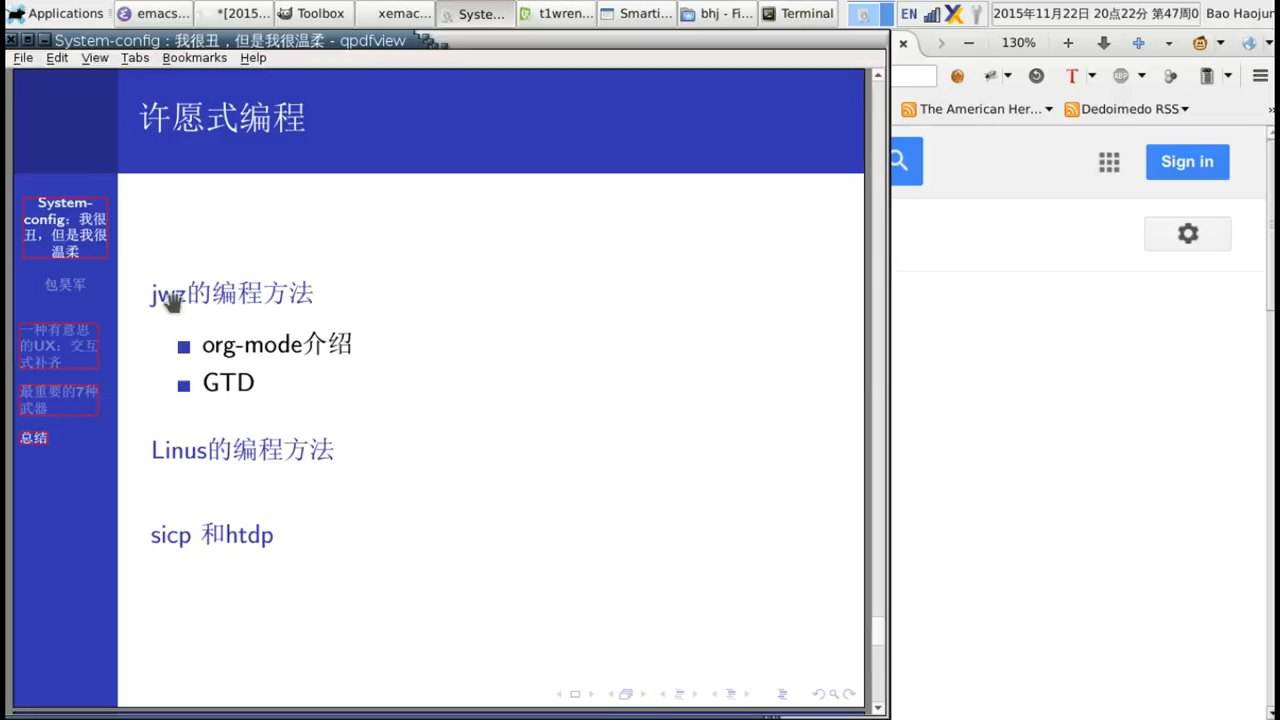 Applications
emacs...
*[2015...
Toolbox
xemac...
Syste...
t1wren...
Smarti...
bhj - Fi...
Terminal
EN
2015年11月22日 20点22分 第47周0
Bao Haojun
System-config：我很丑，但是我很温柔 - qpdfview
File Edit View Tabs Bookmarks Help
130%
The American Her...
Dedoimedo RSS
Sign in
许愿式编程
System-
config：我很
丑，但是我很
温柔
包昊军
一种有意思
的UX：交互
式补齐
最重要的7种
武器
总结
jwz的编程方法
org-mode介绍
GTD
Linus的编程方法
sicp 和htdp